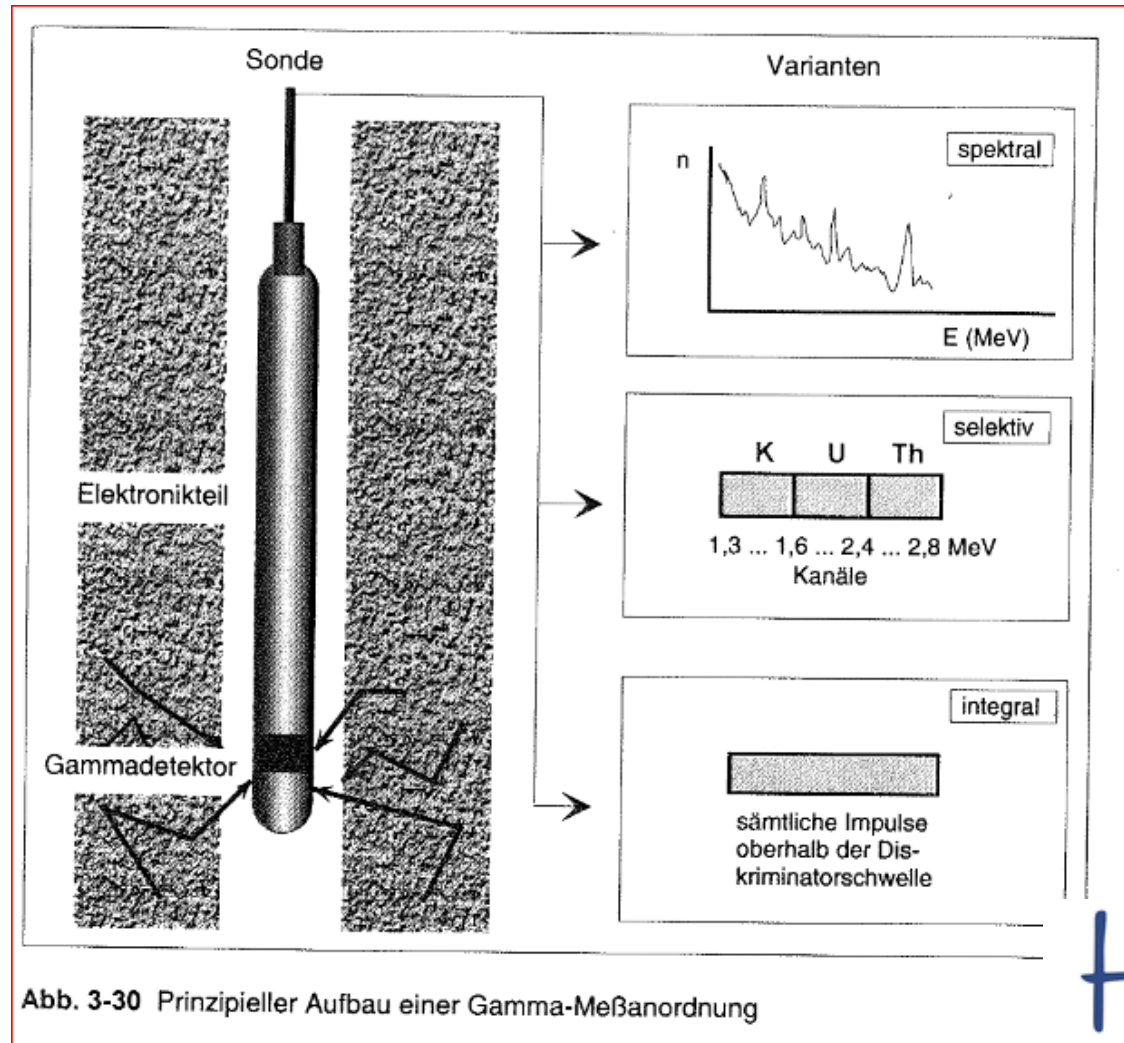 Sonde
Varianten
n
spektral
E (MeV)
selektiv
K U Th
1,3 ... 1,6 ... 2,4 ... 2,8 MeV
Kanäle
Elektronikteil
Gammadetektor
integral
sämtliche Impulse
oberhalb der Dis-
kriminatorschwelle
Abb. 3-30 Prinzipieller Aufbau einer Gamma-Meßanordnung